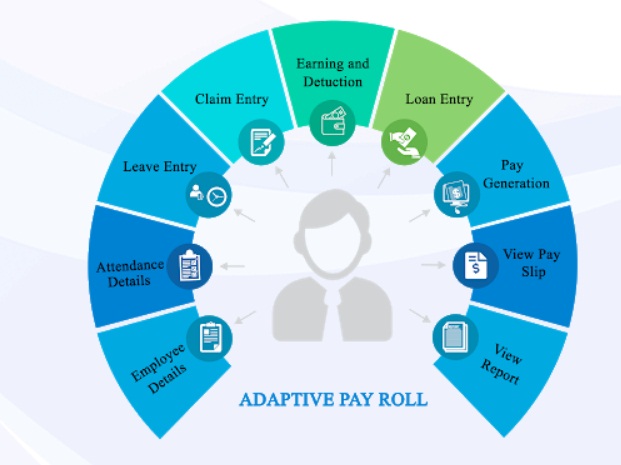 Earning and
Detuction
Claim Entry
Loan Entry
Leave Entry
Pay
Generation
Attendance
Details
View Pay
Slip
Employee
Details
View
Report
ADAPTIVE PAY ROLL